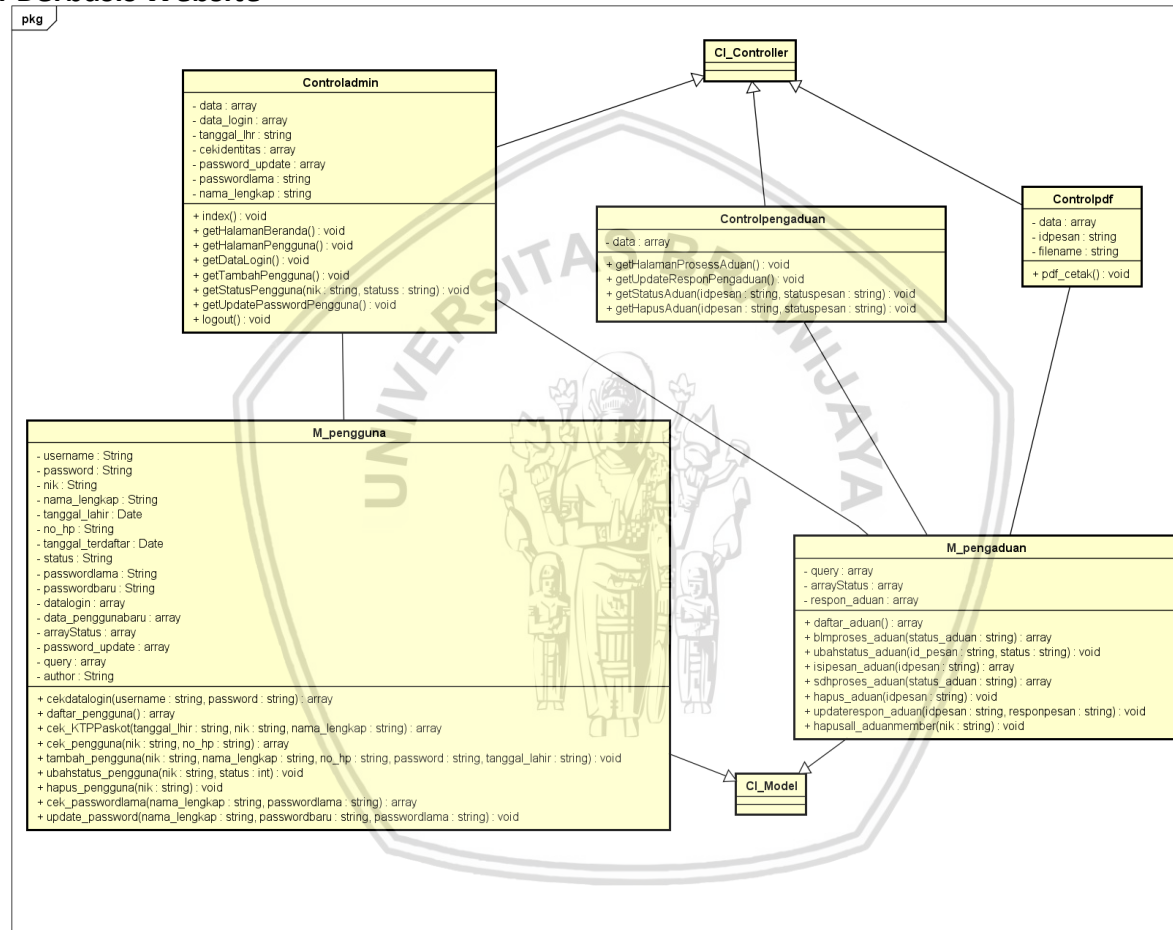 pkg
CI_Controller
Controladmin
- data : array
- data_login : array
- tanggal_lhr : string
- cekidentitas : array
- password_update : array
- passwordlama : string
- nama_lengkap : string
+ index() : void
+ getHalamanBeranda() : void
+ getHalamanPengguna() : void
+ getDataLogin() : void
+ getTambahPengguna() : void
+ getStatusPengguna(nik : string, statuss : string) : void
+ getUpdatePasswordPengguna() : void
+ logout() : void
Controlpengaduan
- data : array
+ getHalamanProsessAduan() : void
+ getUpdateResponPengaduan() : void
+ getStatusAduan(idpesan : string, statuspesan : string) : void
+ getHapusAduan(idpesan : string, statuspesan : string) : void
Controlpdf
- data : array
- idpesan : string
- filename : string
+ pdf_cetak() : void
UNIVERSITAS BRAWIJAYA
M_pengguna
- username : String
- password : String
- nik : String
- nama_lengkap : String
- tanggal_lahir : Date
- no_hp : String
- tanggal_terdaftar : Date
- status : String
- passwordlama : String
- passwordbaru : String
- datalogin : array
- data_penggunabaru : array
- arrayStatus : array
- password_update : array
- query : array
- author : String
+ cekdatalogin(username : string, password : string) : array
+ daftar_pengguna() : array
+ cek_KTPPaskot(tanggal_lhir : string, nik : string, nama_lengkap : string) : array
+ cek_pengguna(nik : string, no_hp : string) : array
+ tambah_pengguna(nik : string, nama_lengkap : string, no_hp : string, password : string, tanggal_lahir : string) : void
+ ubahstatus_pengguna(nik : string, status : int) : void
+ hapus_pengguna(nik : string) : void
+ cek_passwordlama(nama_lengkap : string, passwordlama : string) : array
+ update_password(nama_lengkap : string, passwordbaru : string, passwordlama : string) : void
M_pengaduan
- query : array
- arrayStatus : array
- respon_aduan : array
+ daftar_aduan() : array
+ blmproses_aduan(status_aduan : string) : array
+ ubahstatus_aduan(id_pesan : string, status : string) : void
+ isipesan_aduan(idpesan : string) : array
+ sdhproses_aduan(status_aduan : string) : array
+ hapus_aduan(idpesan : string) : void
+ updaterespon_aduan(idpesan : string, responpesan : string) : void
+ hapusall_aduanmember(nik : string) : void
CI_Model